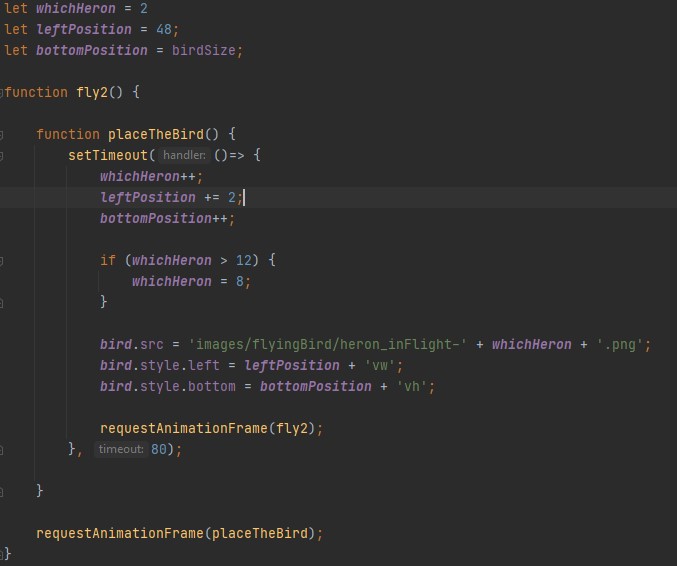 let whichHeron = 2
let leftPosition = 48;
let bottomPosition = birdSize;
function fly2() {
function placeTheBird() {
setTimeout( handler: ()=> {
whichHeron++;
leftPosition += 2;
bottomPosition++;
if (whichHeron > 12) {
whichHeron = 8;
}
bird.src = 'images/flyingBird/heron_inFlight-' + whichHeron + '.png';
bird.style.left = leftPosition + 'vw';
bird.style.bottom = bottomPosition + 'vh';
requestAnimationFrame(fly2);
}, timeout: 80);
}
requestAnimationFrame(placeTheBird);
}